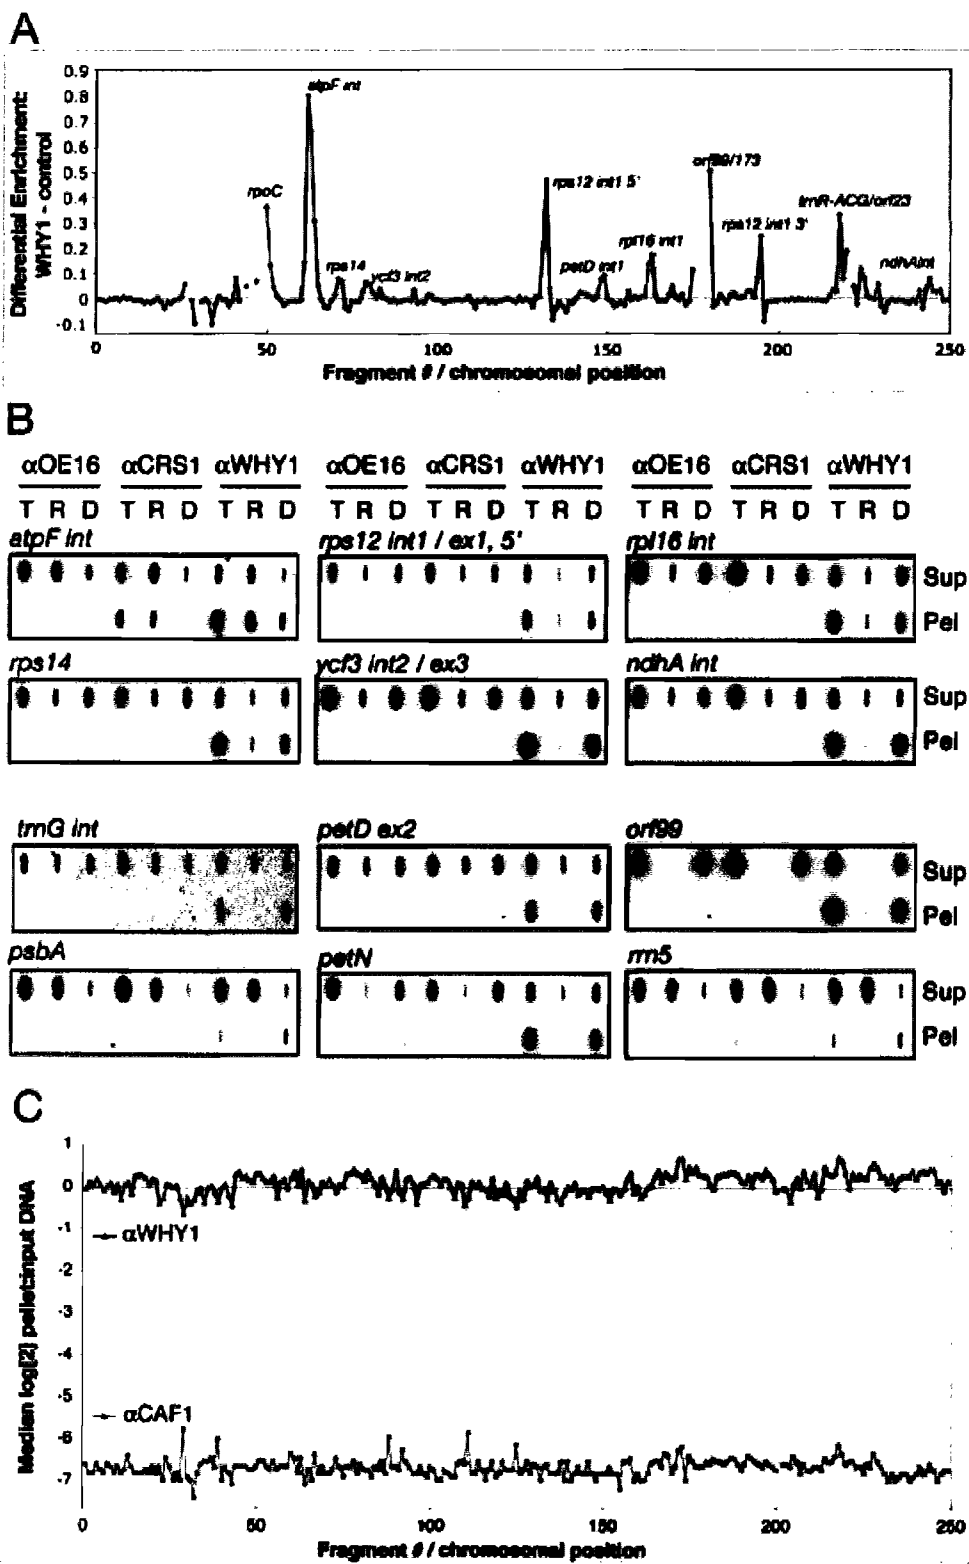 A
Differential Enrichment:
WHY1 - control
0.9
0.8
0.7
0.6
0.5
0.4
0.3
0.2
0.1
0
-0.1
atpF int
rpoC
rps14
ycf3 int2
rps12 int1 5'
petD int1
rpl16 int1
orf99/173
rps12 int1 3'
trnR-ACG/orf23
ndhAint
0 50 100 150 200 250
Fragment # / chromosomal position
B
αOE16 αCRS1 αWHY1 αOE16 αCRS1 αWHY1 αOE16 αCRS1 αWHY1
T R D T R D T R D T R D T R D T R D T R D T R D T R D
atpF int rps12 int1 / ex1, 5' rpl16 int
Sup
Pel
rps14 ycf3 int2 / ex3 ndhA int
Sup
Pel
trnG int petD ex2 orf99
Sup
Pel
psbA petN rrn5
Sup
Pel
C
Median log[2] pellet:input DNA
1
0
-1
αWHY1
-2
-3
-4
-5
αCAF1
-6
-7
0 50 100 150 200 250
Fragment # / chromosomal position